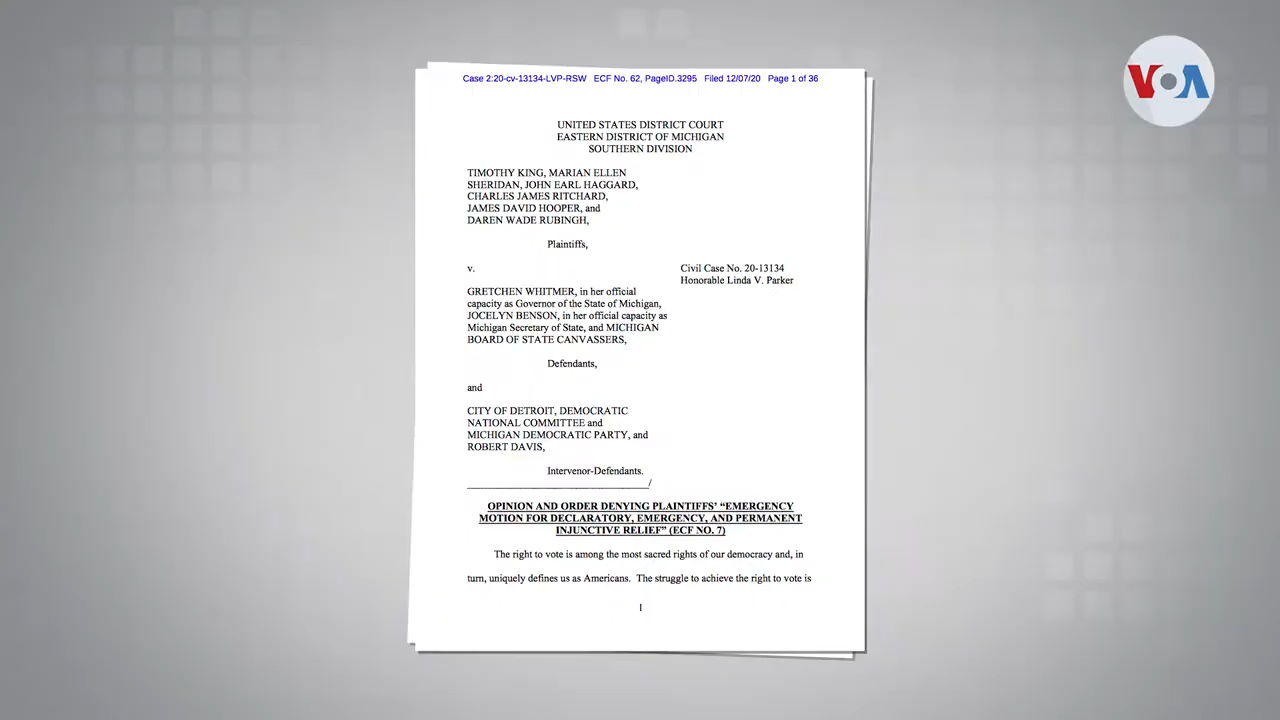 Case 2:20-cv-13134-LVP-RSW ECF No. 62, PageID.3295 Filed 12/07/20 Page 1 of 36
VOA
UNITED STATES DISTRICT COURT
EASTERN DISTRICT OF MICHIGAN
SOUTHERN DIVISION
TIMOTHY KING, MARIAN ELLEN
SHERIDAN, JOHN EARL HAGGARD,
CHARLES JAMES RITCHARD,
JAMES DAVID HOOPER, and
DAREN WADE RUBINGH,
Plaintiffs,
v.
Civil Case No. 20-13134
Honorable Linda V. Parker
GRETCHEN WHITMER, in her official
capacity as Governor of the State of Michigan,
JOCELYN BENSON, in her official capacity as
Michigan Secretary of State, and MICHIGAN
BOARD OF STATE CANVASSERS,
Defendants,
and
CITY OF DETROIT, DEMOCRATIC
NATIONAL COMMITTEE and
MICHIGAN DEMOCRATIC PARTY, and
ROBERT DAVIS,
Intervenor-Defendants.
/
OPINION AND ORDER DENYING PLAINTIFFS’ “EMERGENCY
MOTION FOR DECLARATORY, EMERGENCY, AND PERMANENT
INJUNCTIVE RELIEF” (ECF NO. 7)
The right to vote is among the most sacred rights of our democracy and, in
turn, uniquely defines us as Americans. The struggle to achieve the right to vote is
1